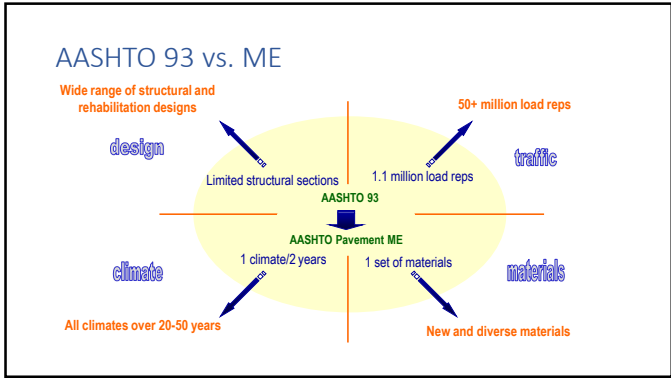 AASHTO 93 vs. ME
Wide range of structural and
rehabilitation designs
50+ million load reps
design
traffic
Limited structural sections
1.1 million load reps
AASHTO 93
AASHTO Pavement ME
1 climate/2 years
1 set of materials
climate
materials
All climates over 20-50 years
New and diverse materials